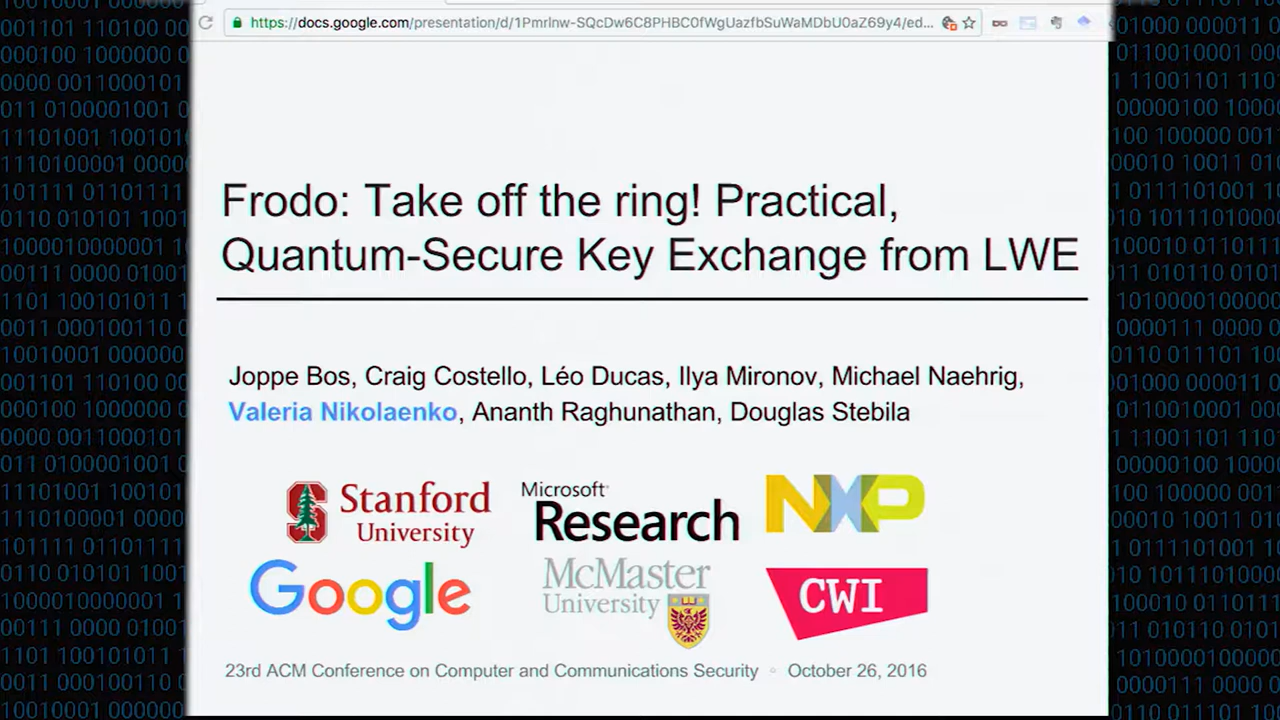 https://docs.google.com/presentation/d/1PmrInw-SQcDw6C8PHBC0fWgUazfbSuWaMDbU0aZ69y4/ed...
Frodo: Take off the ring! Practical,
Quantum-Secure Key Exchange from LWE
Joppe Bos, Craig Costello, Léo Ducas, Ilya Mironov, Michael Naehrig,
Valeria Nikolaenko, Ananth Raghunathan, Douglas Stebila
Stanford
University
Microsoft
Research
NXP
Google
McMaster
University
CWI
23rd ACM Conference on Computer and Communications Security ◦ October 26, 2016